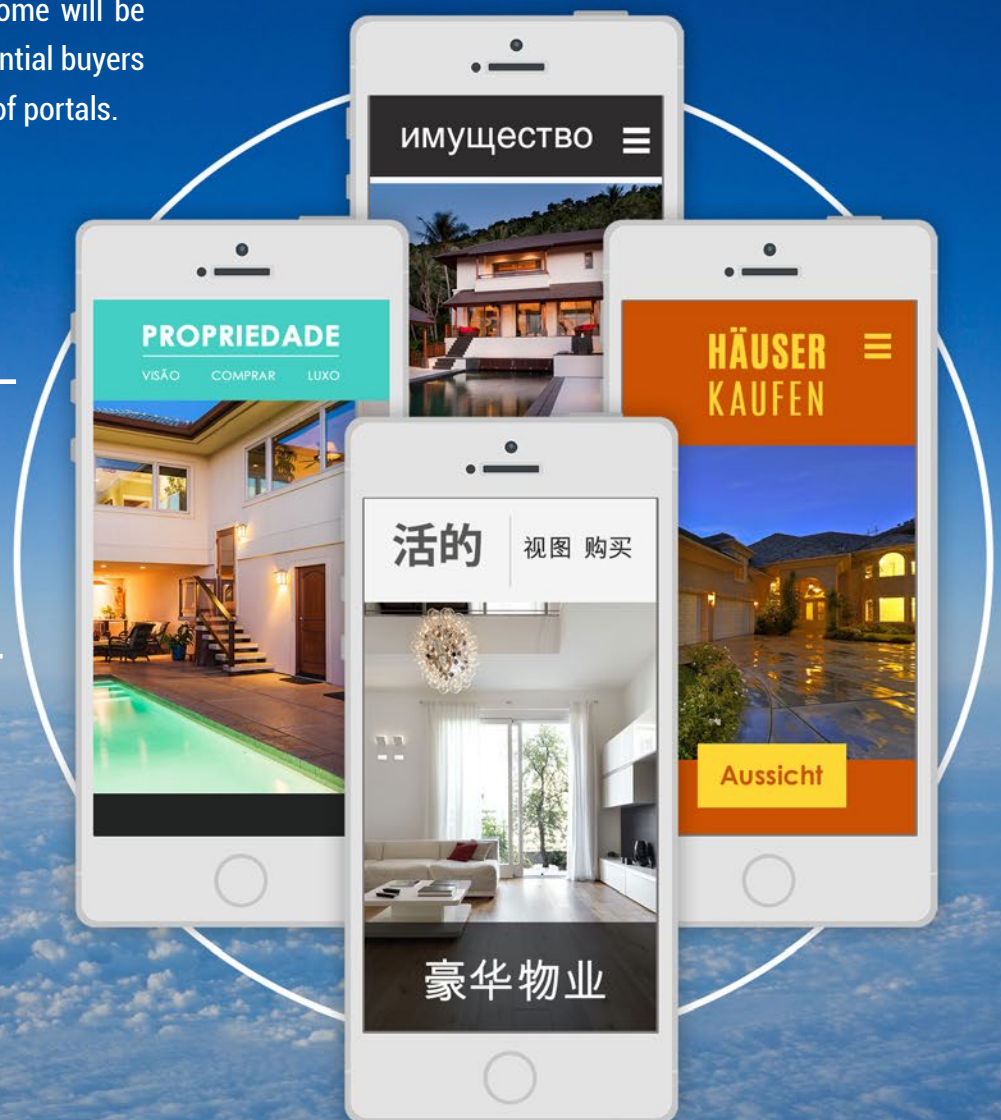 ome will be
ntial buyers
of portals.
имущество
PROPRIEDADE
VISÃO COMPRAR LUXO
HÄUSER
KAUFEN
Aussicht
活的 视图 购买
豪华物业